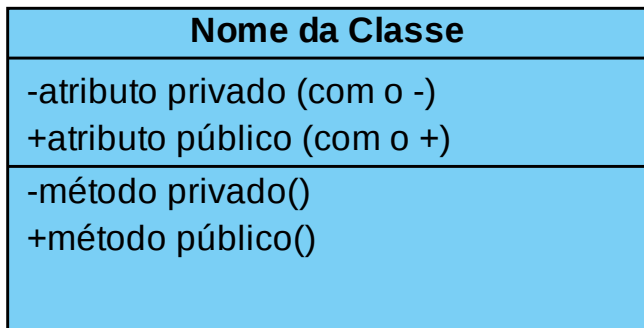 Nome da Classe
-atributo privado (com o -)
+atributo público (com o +)
-método privado()
+método público()